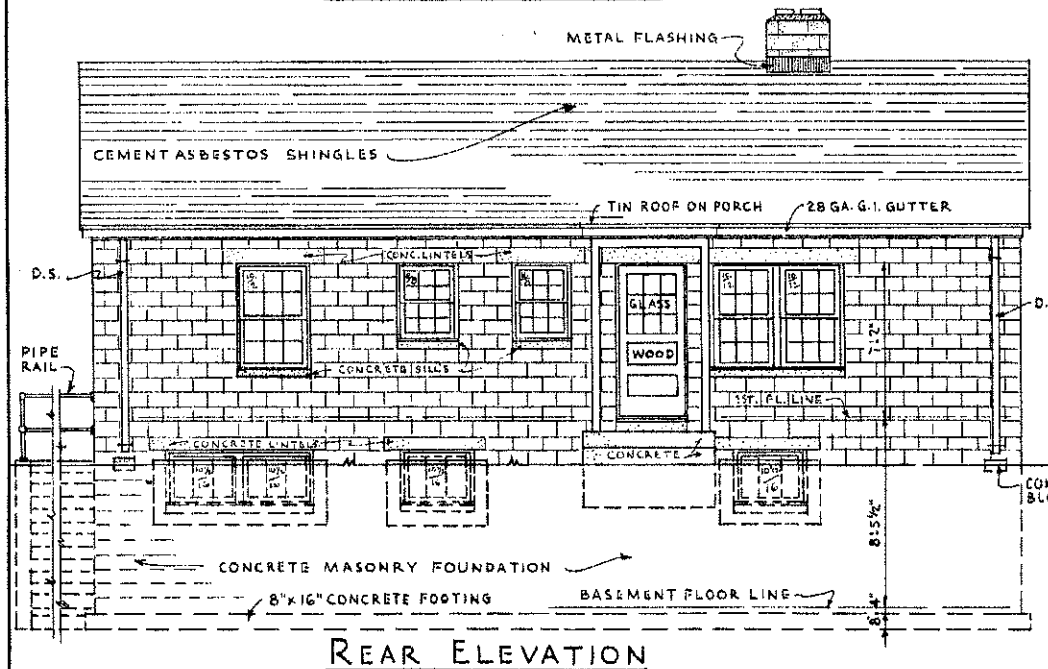 METAL FLASHING
CEMENT ASBESTOS SHINGLES
TIN ROOF ON PORCH
28 GA. G.I. GUTTER
D.S.
CONC. LINTELS
D.
GLASS
WOOD
7'-2"
PIPE
RAIL
CONCRETE SILLS
1ST. FL. LINE
CONCRETE LINTELS
CONCRETE
CON
BLO
8'-5½"
CONCRETE MASONRY FOUNDATION
8"x16" CONCRETE FOOTING
BASEMENT FLOOR LINE
REAR ELEVATION